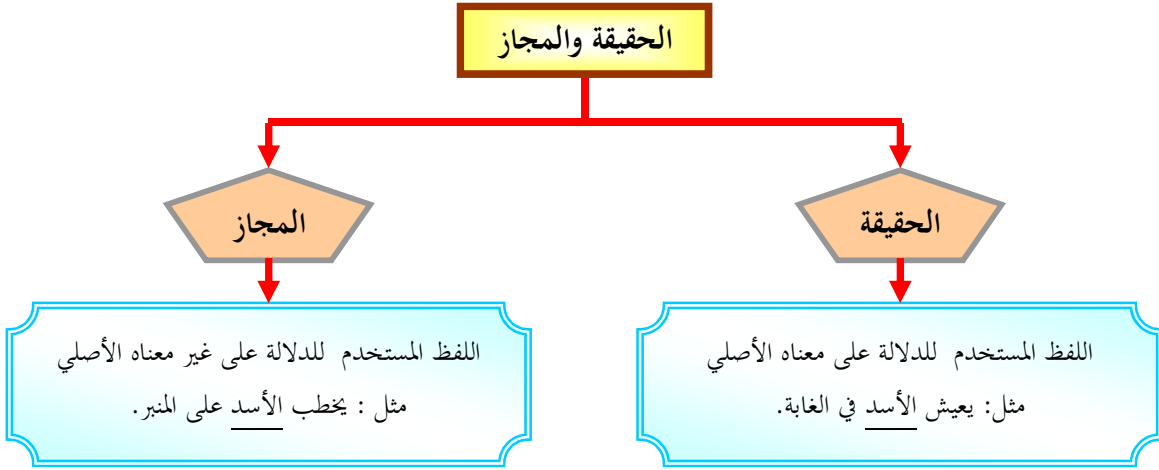 الحقيقة والمجاز
الحقيقة
المجاز
اللفظ المستخدم للدلالة على معناه الأصلي
مثل: يعيش الأسد في الغابة.
اللفظ المستخدم للدلالة على غير معناه الأصلي
مثل : يخطب الأسد على المنبر.